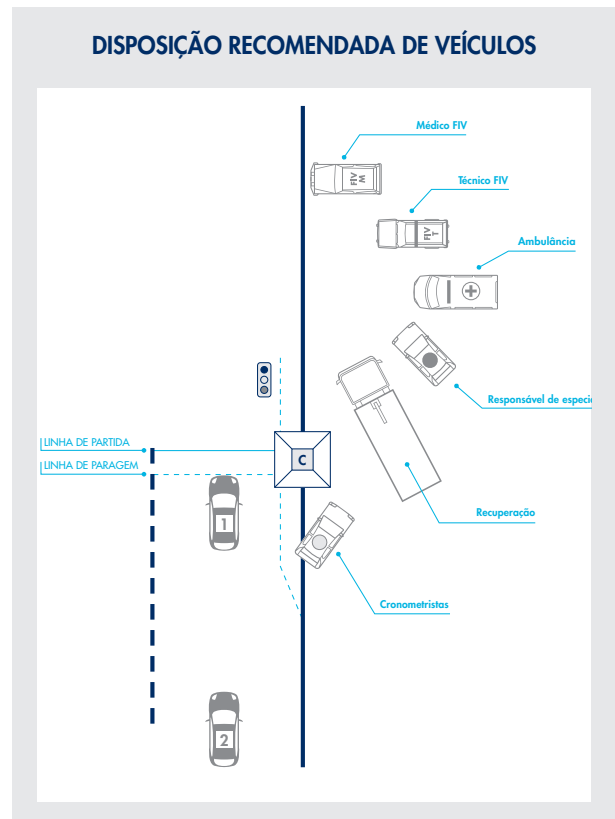 DISPOSIÇÃO RECOMENDADA DE VEÍCULOS
Médico FIV
FIV
M
Técnico FIV
FIV
T
Ambulância
Responsável de especi
LINHA DE PARTIDA
C
LINHA DE PARAGEM
1
Recuperação
Cronometristas
2